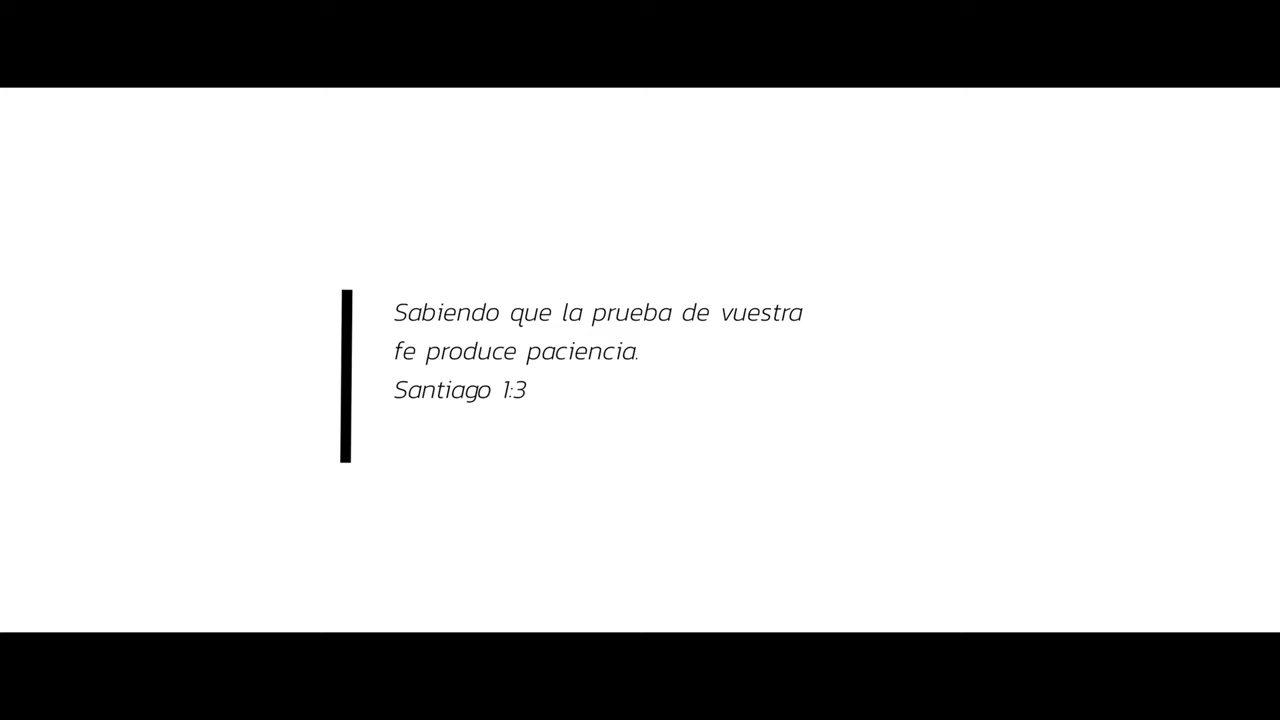 Sabiendo que la prueba de vuestra
fe produce paciencia.
Santiago 1:3